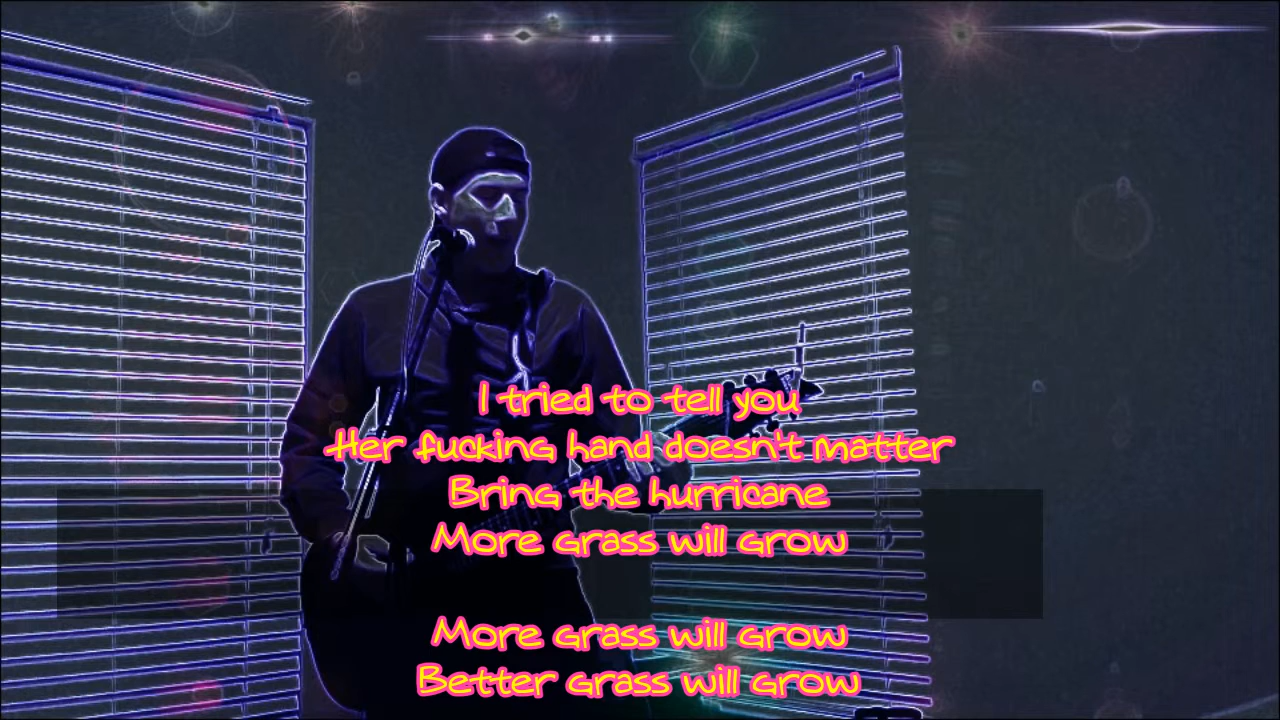 I tried to tell you
Her fucking hand doesn't matter
Bring the hurricane
More grass will grow
More grass will grow
Better grass will grow